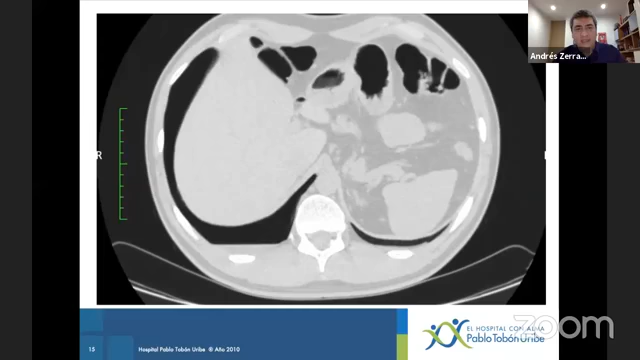 Andrés Zerra...
R
15
Hospital Pablo Tobón Uribe ® Año 2010
EL HOSPITAL CON ALMA
Pablo Tobón Uribe
zoom